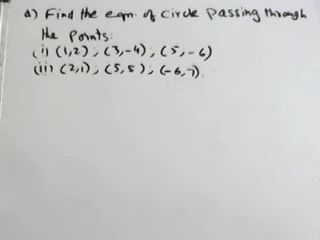 a) Find the eqn. of Circle Passing through
the Points:
(i) (1,2) ; (3,-4) ; (5,-6)
(ii) (2,1) ; (5,5) ; (-6,7)